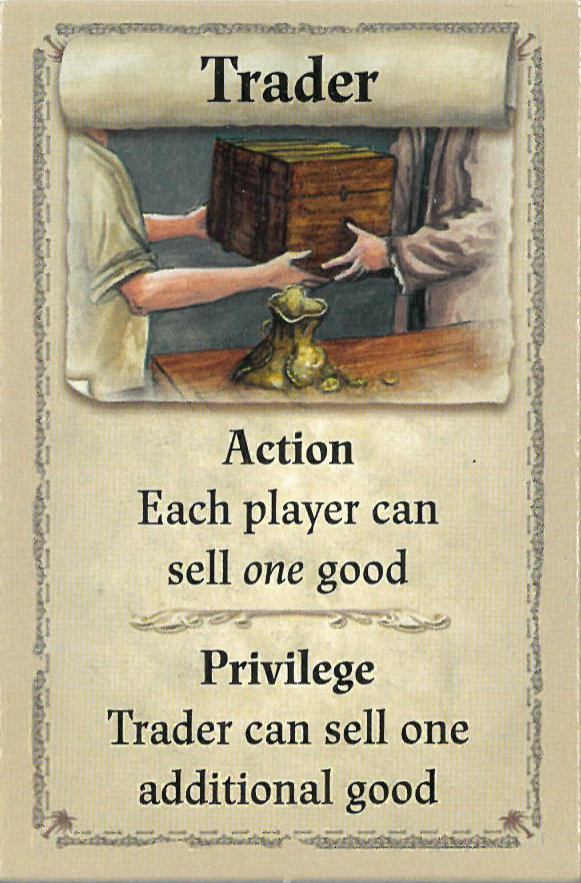 Trader
Action
Each player can
sell one good
Privilege
Trader can sell one
additional good